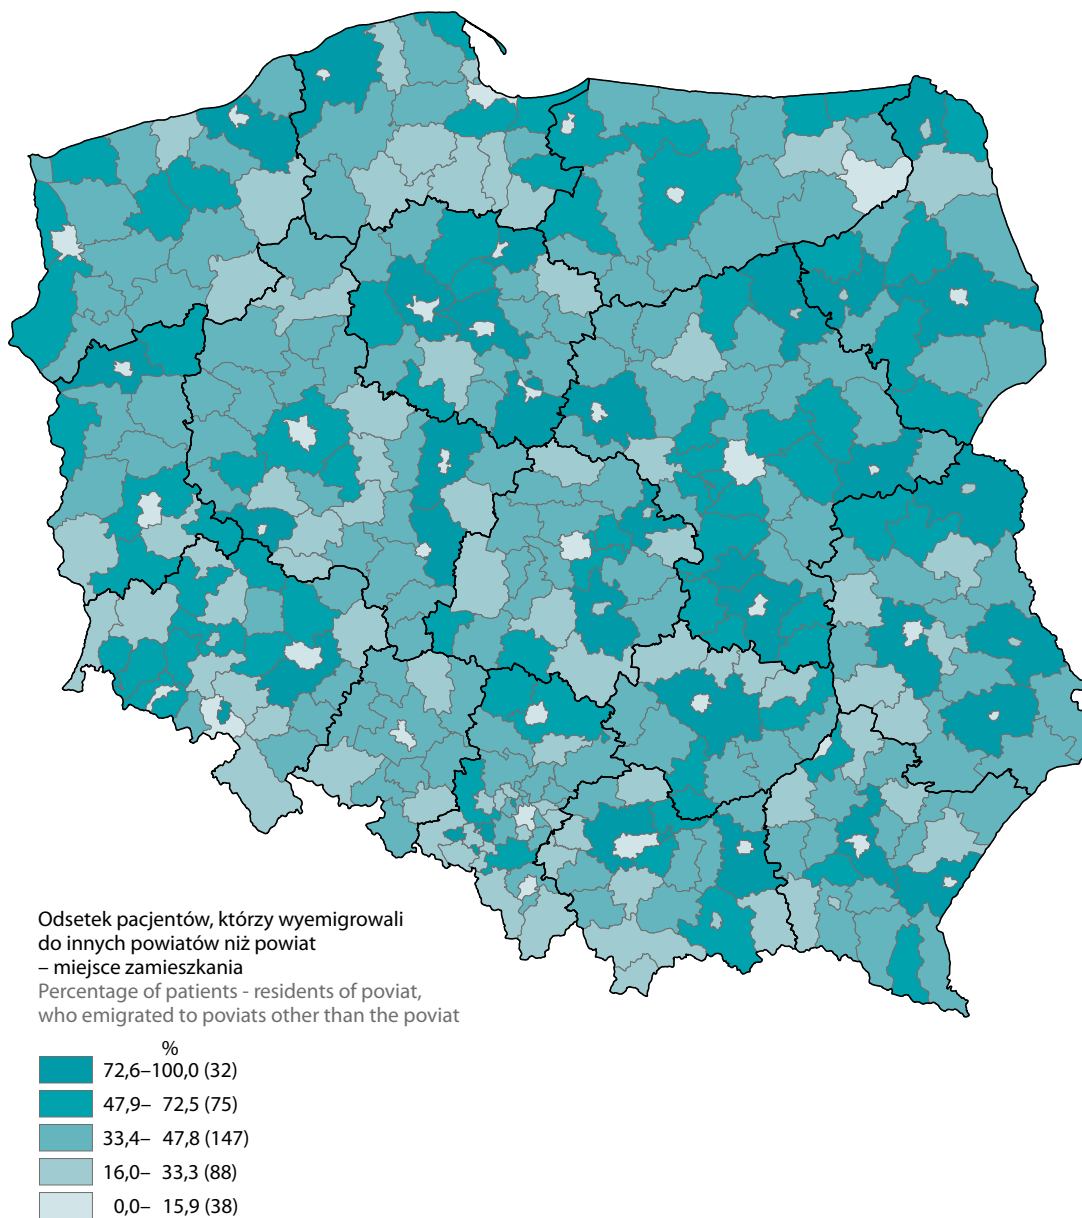 Odsetek pacjentów, którzy wyemigrowali
do innych powiatów niż powiat
– miejsce zamieszkania
Percentage of patients - residents of poviat,
who emigrated to poviats other than the poviat
%
72,6–100,0 (32)
47,9– 72,5 (75)
33,4– 47,8 (147)
16,0– 33,3 (88)
0,0– 15,9 (38)